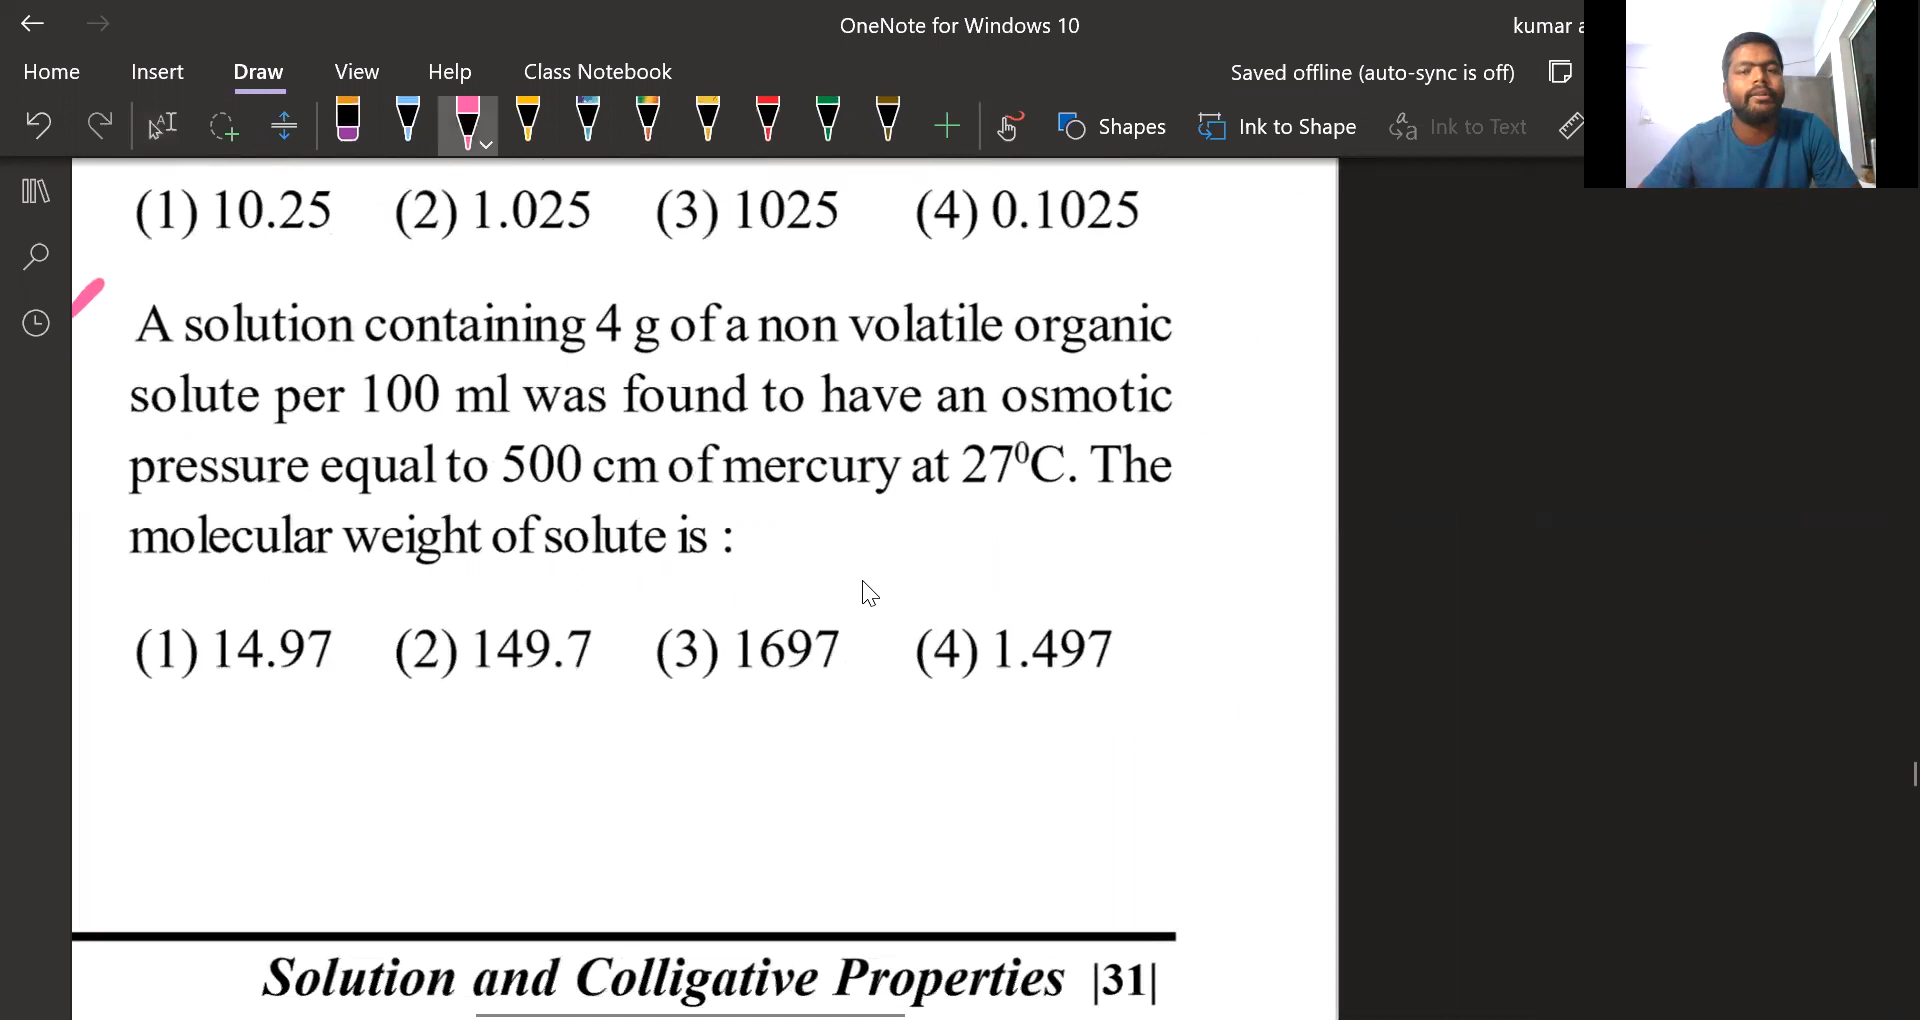 OneNote for Windows 10
kumar a
Home Insert Draw View Help Class Notebook
Saved offline (auto-sync is off)
Shapes Ink to Shape Ink to Text
(1) 10.25 (2) 1.025 (3) 1025 (4) 0.1025
A solution containing 4 g of a non volatile organic
solute per 100 ml was found to have an osmotic
pressure equal to 500 cm of mercury at 27⁰C. The
molecular weight of solute is :
(1) 14.97 (2) 149.7 (3) 1697 (4) 1.497
Solution and Colligative Properties |31|